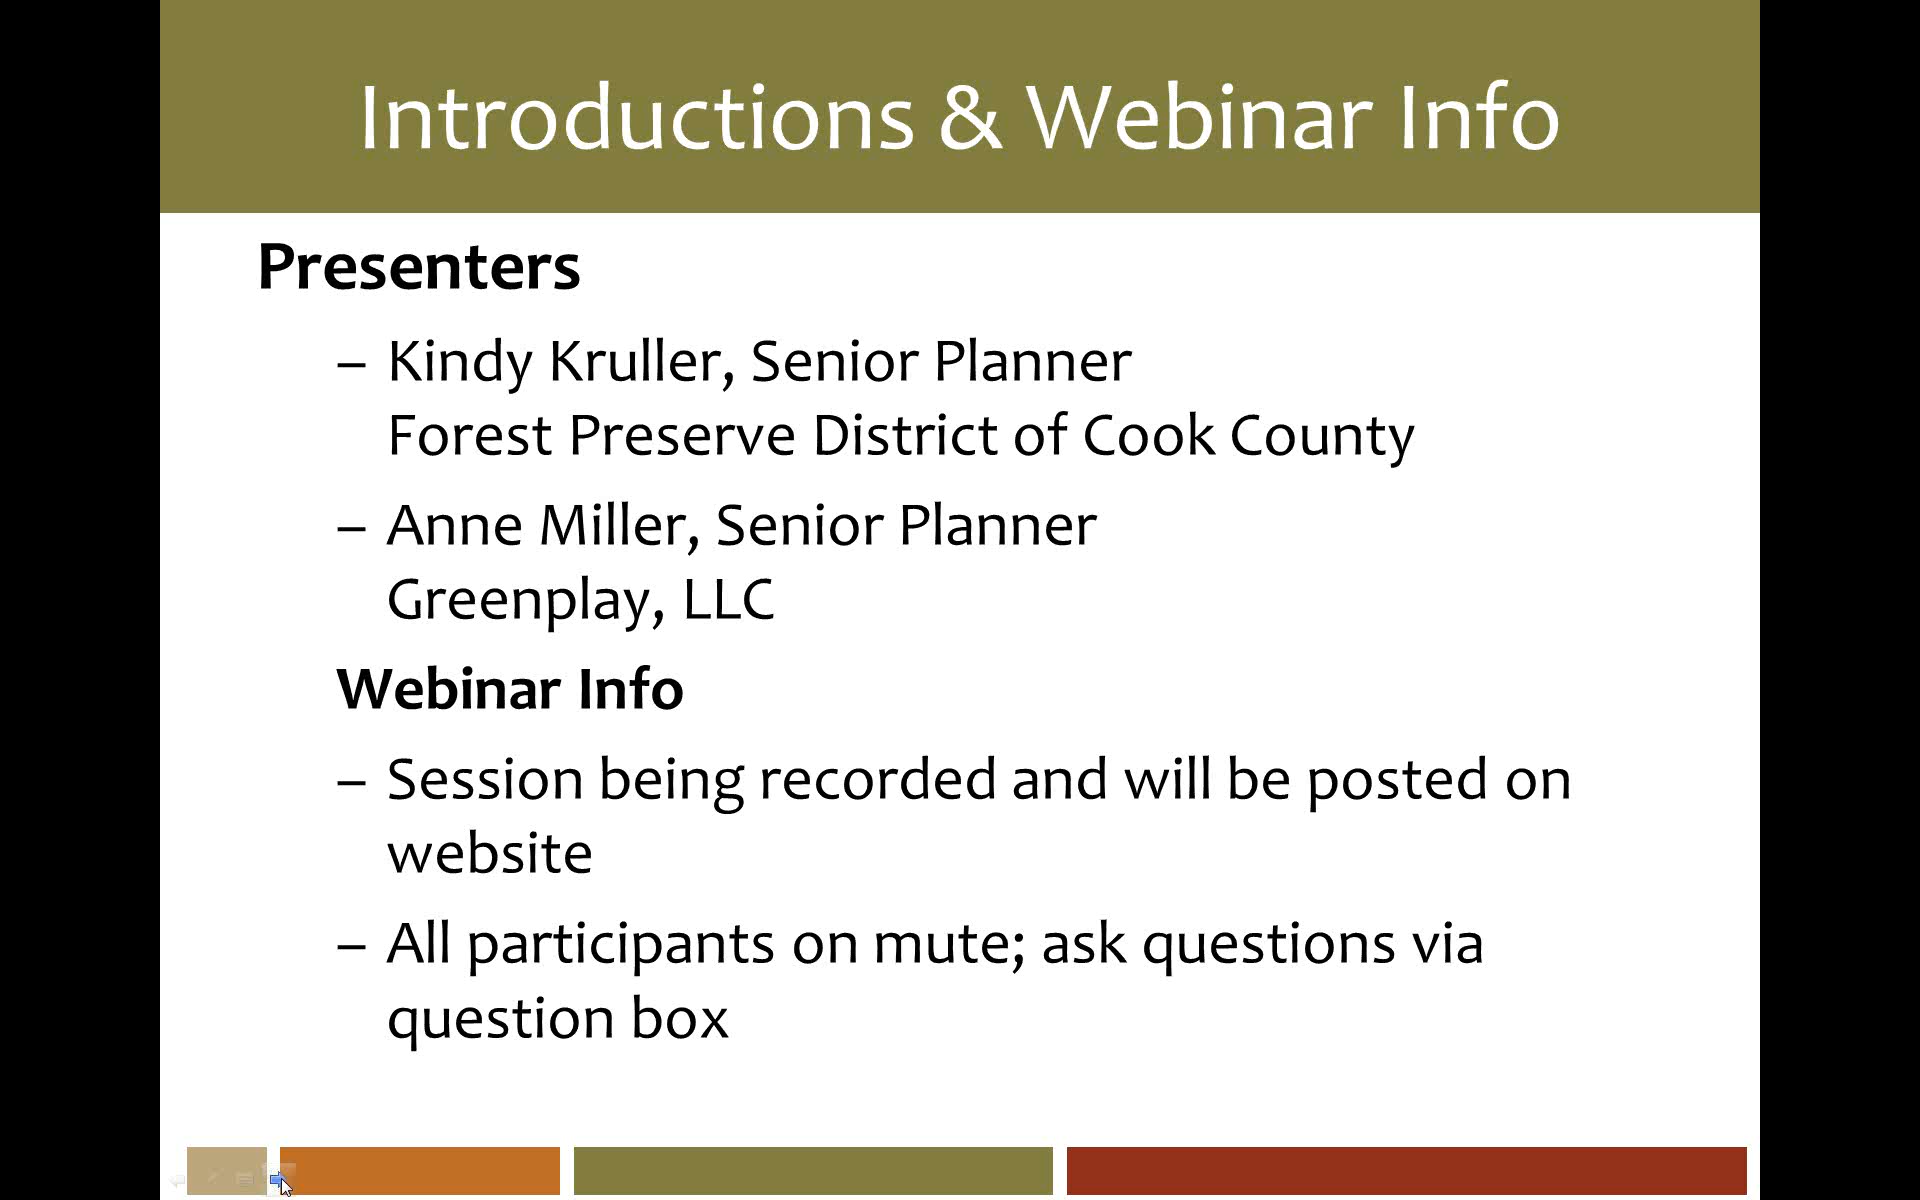 Introductions & Webinar Info
Presenters
– Kindy Kruller, Senior Planner
Forest Preserve District of Cook County
– Anne Miller, Senior Planner
Greenplay, LLC
Webinar Info
– Session being recorded and will be posted on
website
– All participants on mute; ask questions via
question box